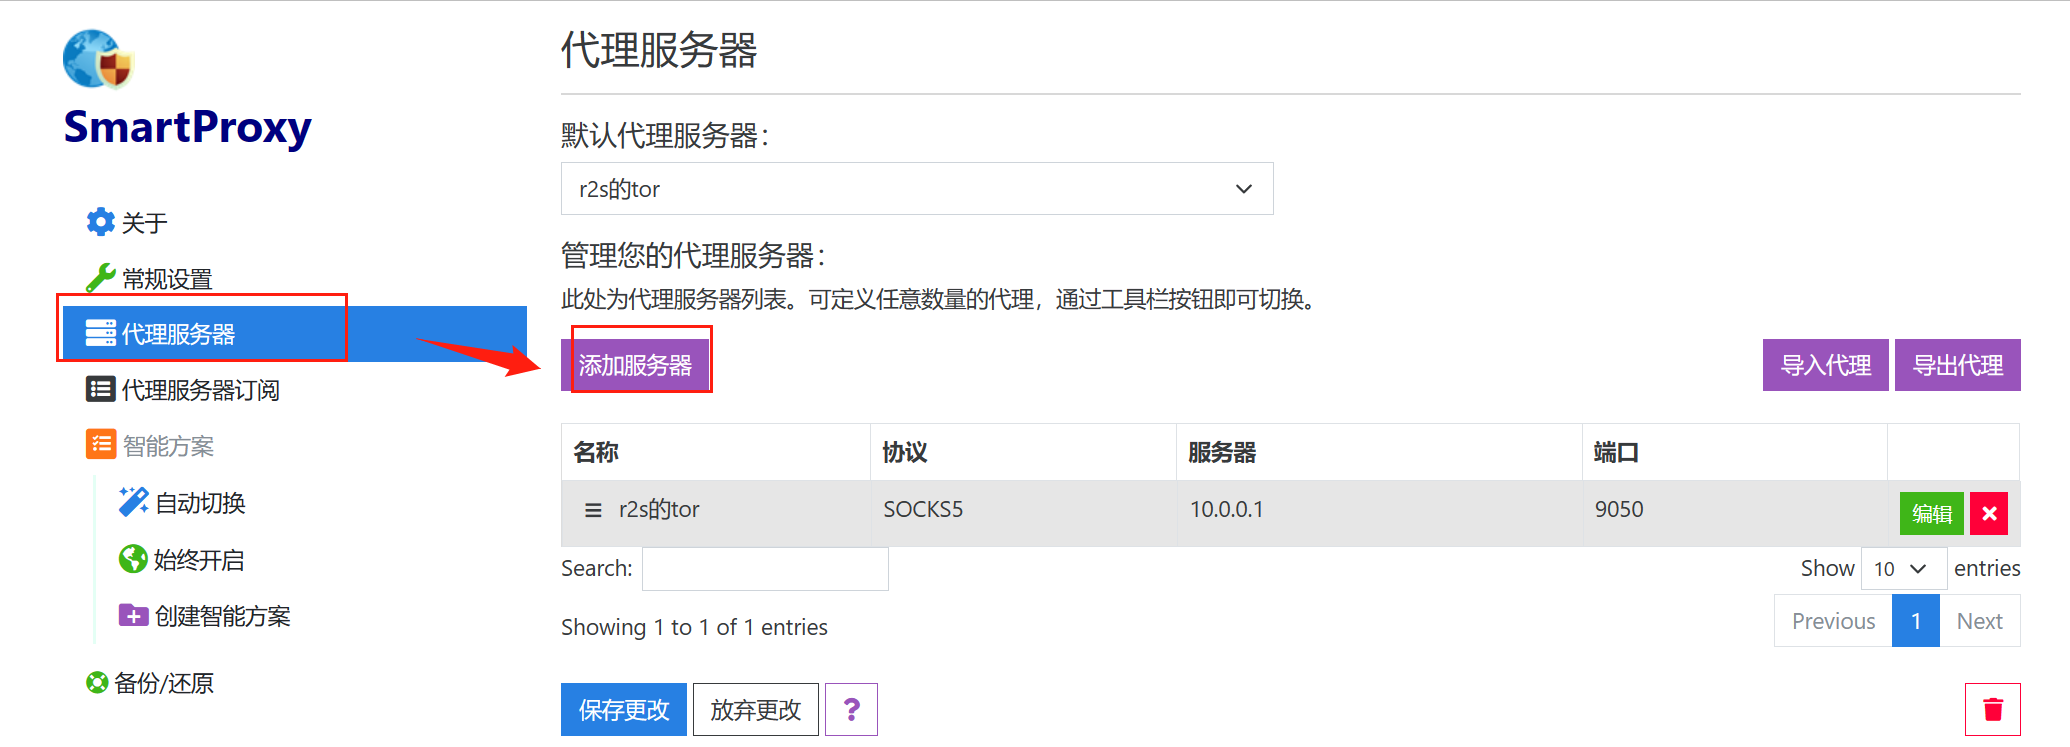 SmartProxy
关于
常规设置
代理服务器
代理服务器订阅
智能方案
自动切换
始终开启
创建智能方案
备份/还原
代理服务器
默认代理服务器：
r2s的tor
管理您的代理服务器：
此处为代理服务器列表。可定义任意数量的代理，通过工具栏按钮即可切换。
添加服务器 导入代理 导出代理
名称 协议 服务器 端口
r2s的tor SOCKS5 10.0.0.1 9050 编辑
Search: Show 10 entries
Showing 1 to 1 of 1 entries Previous 1 Next
保存更改 放弃更改 ?